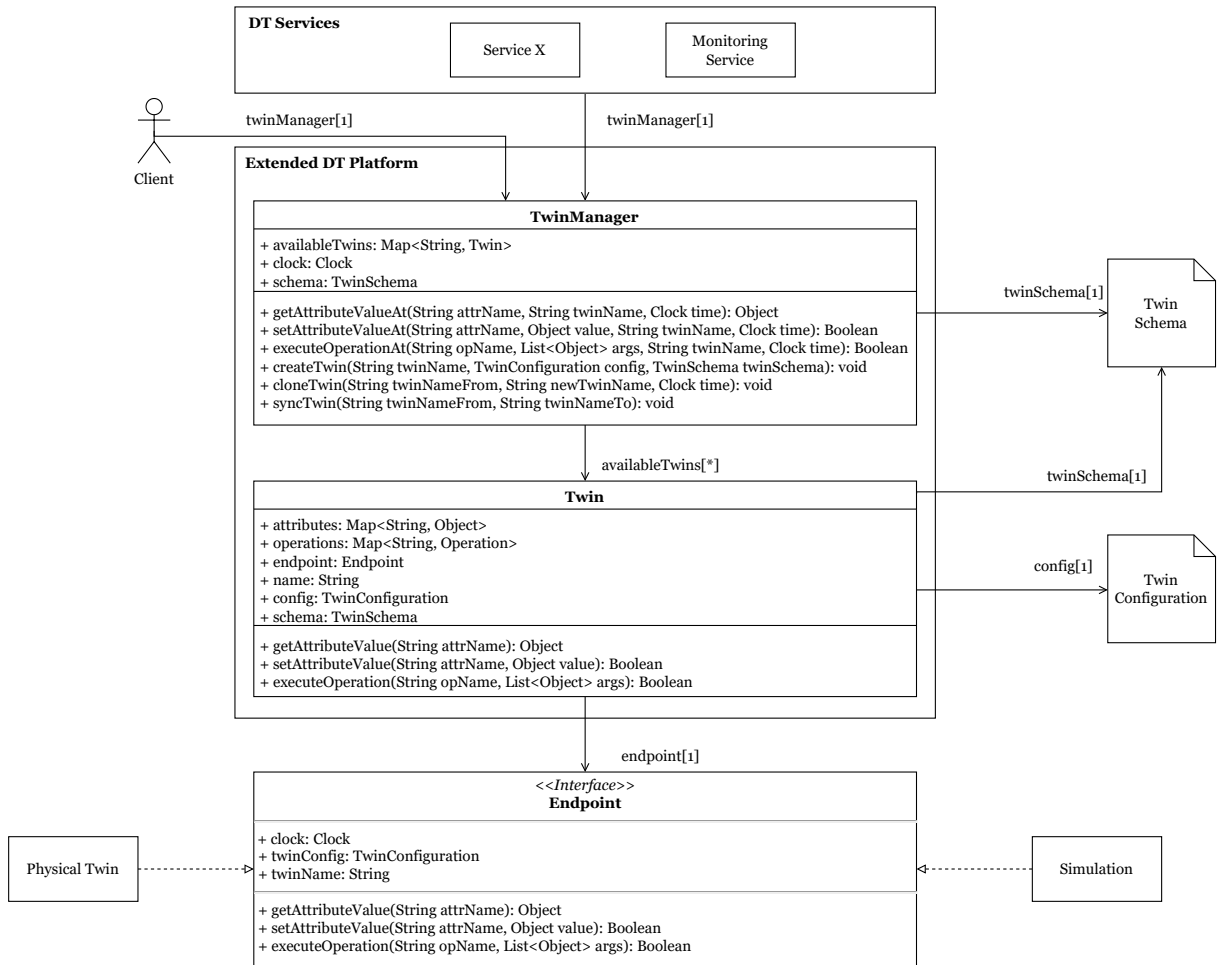 DT Services
Service X
Monitoring
Service
twinManager[1]
twinManager[1]
Client
Extended DT Platform
TwinManager
+ availableTwins: Map<String, Twin>
+ clock: Clock
+ schema: TwinSchema
+ getAttributeValueAt(String attrName, String twinName, Clock time): Object
+ setAttributeValueAt(String attrName, Object value, String twinName, Clock time): Boolean
+ executeOperationAt(String opName, List<Object> args, String twinName, Clock time): Boolean
+ createTwin(String twinName, TwinConfiguration config, TwinSchema twinSchema): void
+ cloneTwin(String twinNameFrom, String newTwinName, Clock time): void
+ syncTwin(String twinNameFrom, String twinNameTo): void
twinSchema[1]
Twin
Schema
availableTwins[*]
twinSchema[1]
Twin
+ attributes: Map<String, Object>
+ operations: Map<String, Operation>
+ endpoint: Endpoint
+ name: String
+ config: TwinConfiguration
+ schema: TwinSchema
+ getAttributeValue(String attrName): Object
+ setAttributeValue(String attrName, Object value): Boolean
+ executeOperation(String opName, List<Object> args): Boolean
config[1]
Twin
Configuration
endpoint[1]
<<Interface>>
Endpoint
+ clock: Clock
+ twinConfig: TwinConfiguration
+ twinName: String
+ getAttributeValue(String attrName): Object
+ setAttributeValue(String attrName, Object value): Boolean
+ executeOperation(String opName, List<Object> args): Boolean
Physical Twin
Simulation